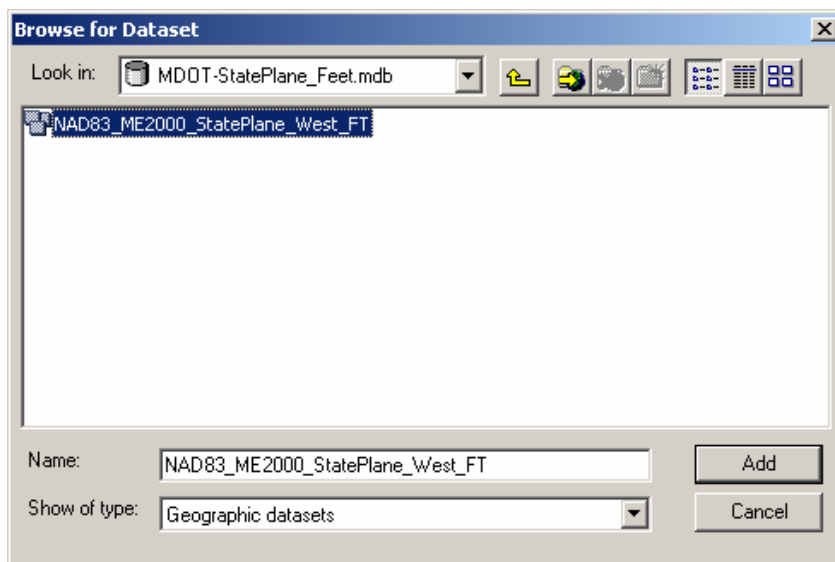 Browse for Dataset
Look in: MDOT-StatePlane_Feet.mdb
NAD83_ME2000_StatePlane_West_FT
Name: NAD83_ME2000_StatePlane_West_FT
Add
Show of type: Geographic datasets
Cancel